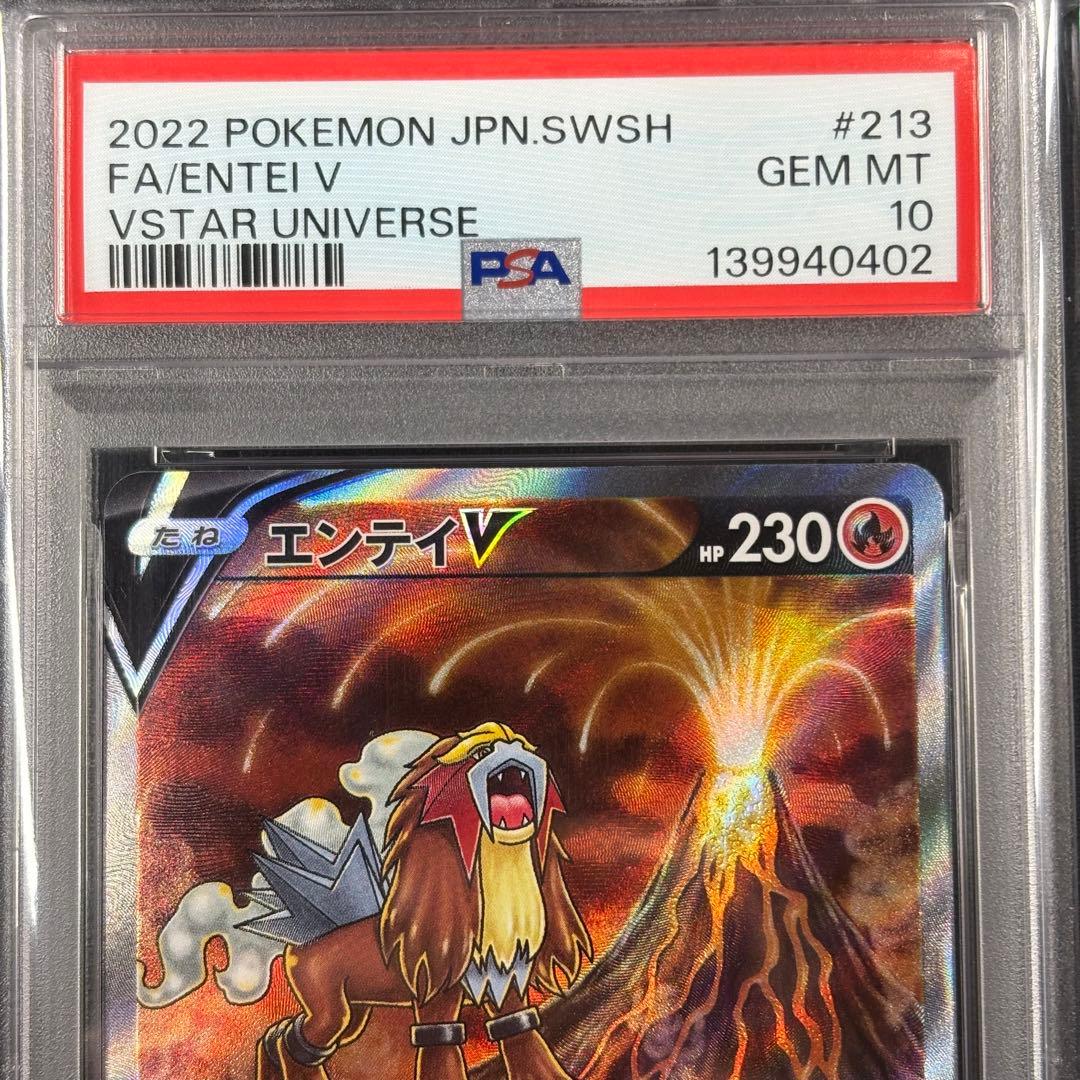 2022 POKEMON JPN.SWSH #213
FA/ENTEI V GEM MT
VSTAR UNIVERSE 10
PSA 139940402
たね エンテイV HP 230